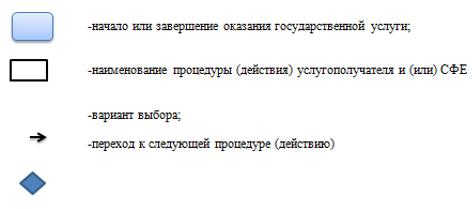 -начало или завершение оказания государственной услуги;
-наименование процедуры (действия) услугополучателя и (или) СФЕ
-вариант выбора;
-переход к следующей процедуре (действию)